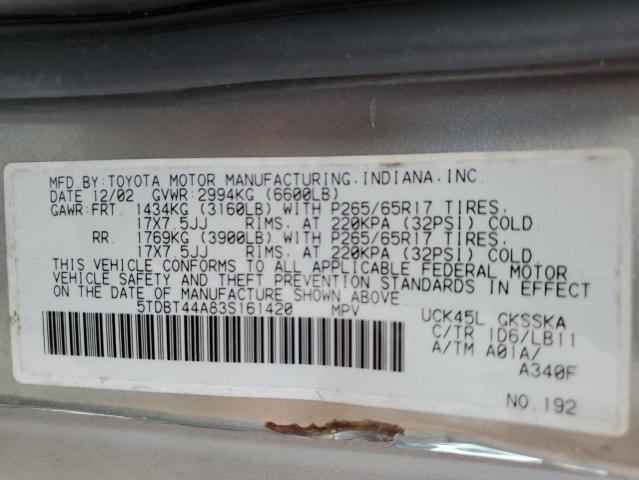 MFD.BY:TOYOTA MOTOR MANUFACTURING.INDIANA.INC.
DATE 12/02 GVWR:2994KG (6600LB)
GAWR:FRT 1434KG (3160LB) WITH P265/65R17 TIRES.
17X7.5JJ RIMS. AT 220KPA (32PSI) COLD
RR. 1769KG (3900LB) WITH P265/65R17 TIRES.
17X7.5JJ RIMS. AT 220KPA (32PSI) COLD
THIS VEHICLE CONFORMS TO ALL APPLICABLE FEDERAL MOTOR
VEHICLE SAFETY AND THEFT PREVENTION STANDARDS IN EFFECT
ON THE DATE OF MANUFACTURE SHOWN ABOVE.
5TDBT44A83S161420 MPV
UCK45L GKSSKA
C/TR 1D6/LB11
A/TM A01A/
A340F
NO.192